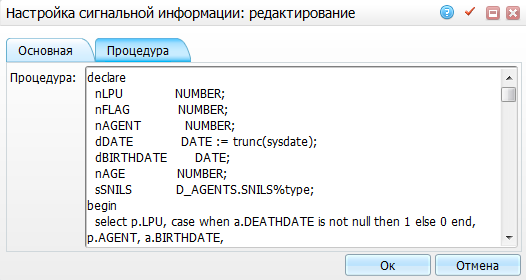 Настройка сигнальной информации: редактирование
Основная
Процедура
Процедура:
declare
nLPU NUMBER;
nFLAG NUMBER;
nAGENT NUMBER;
dDATE DATE := trunc(sysdate);
dBIRTHDATE DATE;
nAGE NUMBER;
sSNILS D_AGENTS.SNILS%type;
begin
select p.LPU, case when a.DEATHDATE is not null then 1 else 0 end,
p.AGENT, a.BIRTHDATE,
Ок
Отмена